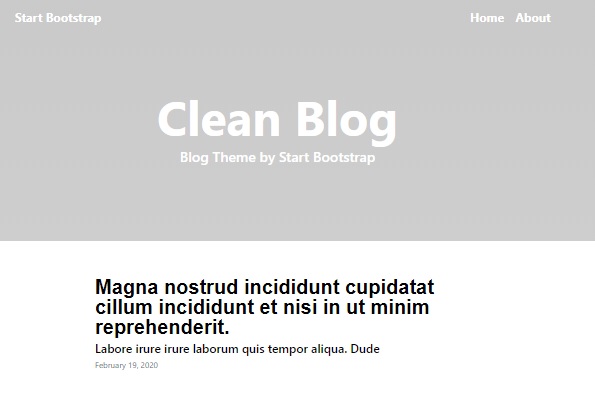 Start Bootstrap Home About
Clean Blog
Blog Theme by Start Bootstrap
Magna nostrud incididunt cupidatat
cillum incididunt et nisi in ut minim
reprehenderit.
Labore irure irure laborum quis tempor aliqua. Dude
February 19, 2020